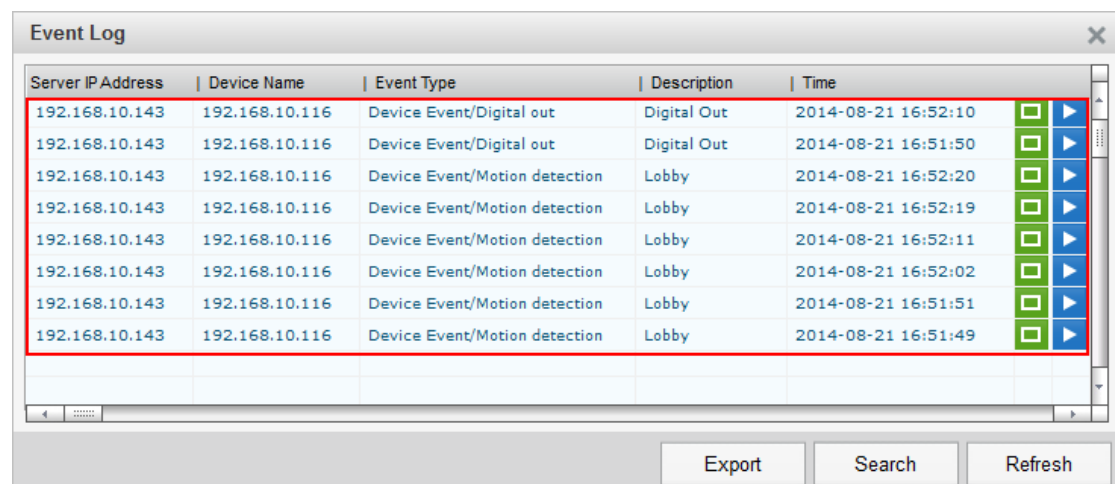 Event Log
Server IP Address | Device Name | Event Type | Description | Time
192.168.10.143 192.168.10.116 Device Event/Digital out Digital Out 2014-08-21 16:52:10
192.168.10.143 192.168.10.116 Device Event/Digital out Digital Out 2014-08-21 16:51:50
192.168.10.143 192.168.10.116 Device Event/Motion detection Lobby 2014-08-21 16:52:20
192.168.10.143 192.168.10.116 Device Event/Motion detection Lobby 2014-08-21 16:52:19
192.168.10.143 192.168.10.116 Device Event/Motion detection Lobby 2014-08-21 16:52:11
192.168.10.143 192.168.10.116 Device Event/Motion detection Lobby 2014-08-21 16:52:02
192.168.10.143 192.168.10.116 Device Event/Motion detection Lobby 2014-08-21 16:51:51
192.168.10.143 192.168.10.116 Device Event/Motion detection Lobby 2014-08-21 16:51:49
Export Search Refresh